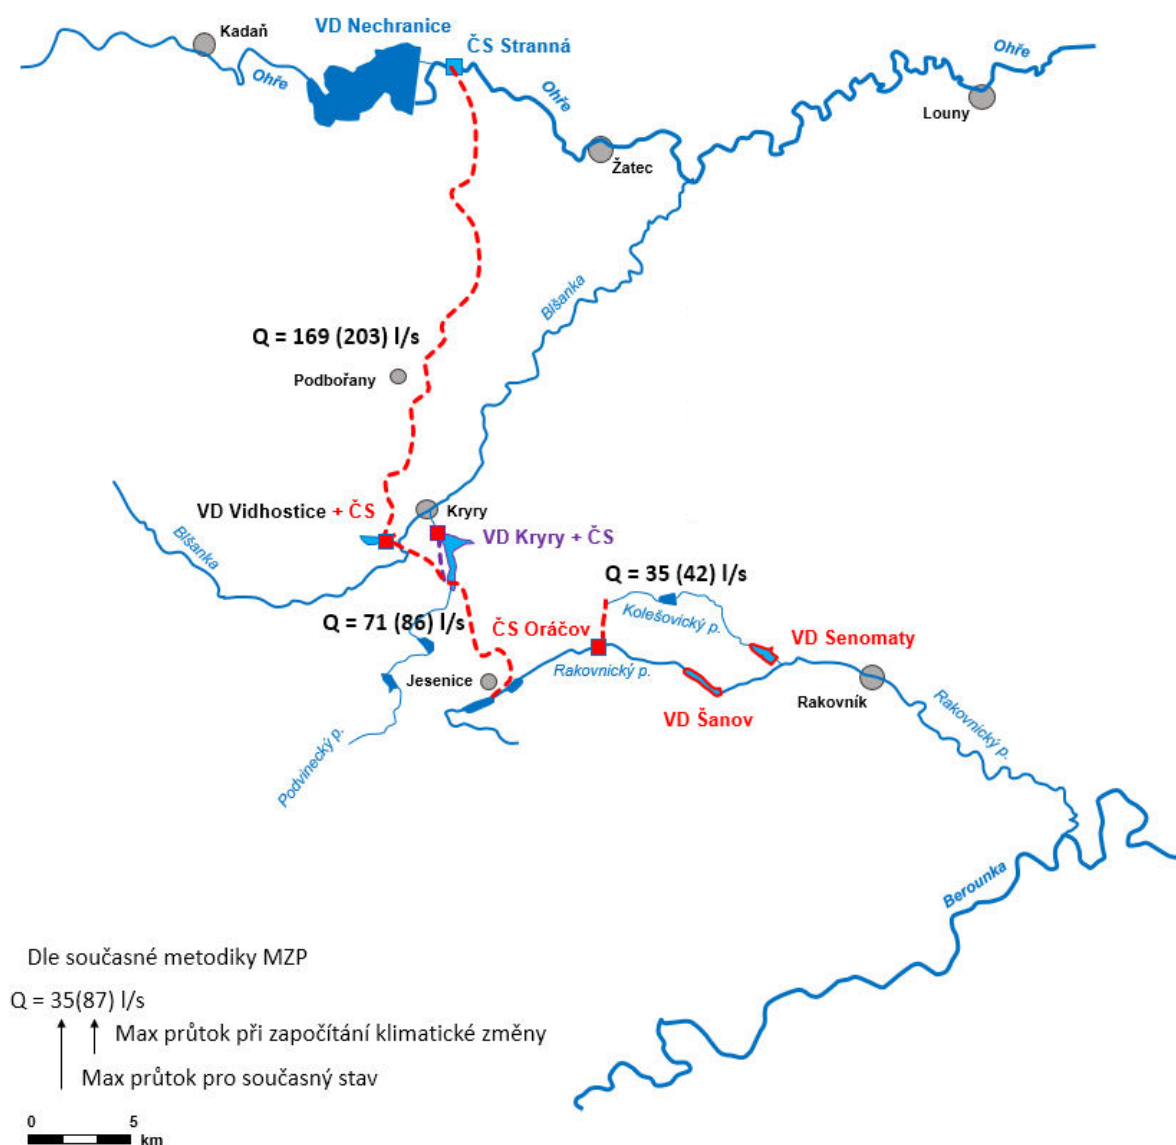 VD Nechranice
Kadaň
ČS Stranná
Ohře
Ohře
Ohře
Louny
Žatec
Blšanka
Q = 169 (203) l/s
Podbořany
VD Vidhostice + ČS
Kryry
VD Kryry + ČS
Blšanka
Q = 35 (42) l/s
Kolešovický p.
Q = 71 (86) l/s
ČS Oráčov
VD Senomaty
Rakovnický p.
Jesenice
Rakovník
VD Šanov
Rakovnický p.
Podvinecký p.
Berounka
Dle současné metodiky MZP
Q = 35(87) l/s
Max průtok při započítání klimatické změny
Max průtok pro současný stav
0 5
km